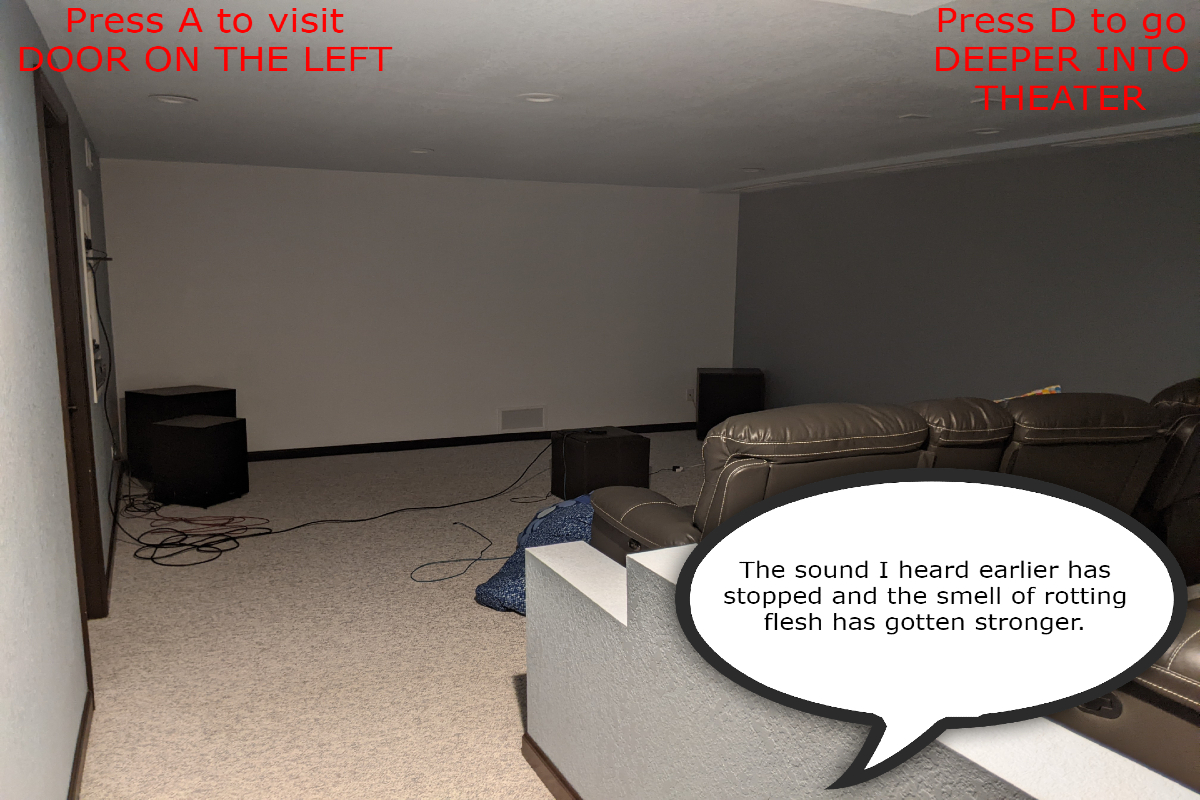 Press A to visit
DOOR ON THE LEFT
Press D to go
DEEPER INTO
THEATER
The sound I heard earlier has
stopped and the smell of rotting
flesh has gotten stronger.